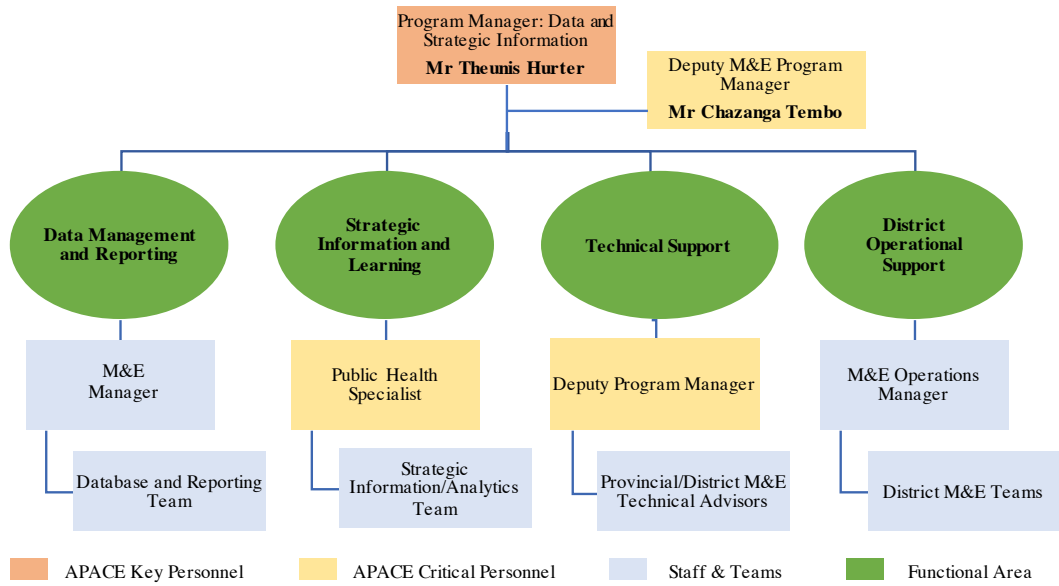 Program Manager: Data and
Strategic Information
Mr Theunis Hurter
Deputy M&E Program
Manager
Mr Chazanga Tembo
Data Management
and Reporting
Strategic
Information and
Learning
Technical Support
District
Operational
Support
M&E
Manager
Public Health
Specialist
Deputy Program Manager
M&E Operations
Manager
Database and Reporting
Team
Strategic
Information/Analytics
Team
Provincial/District M&E
Technical Advisors
District M&E Teams
APACE Key Personnel
APACE Critical Personnel
Staff & Teams
Functional Area